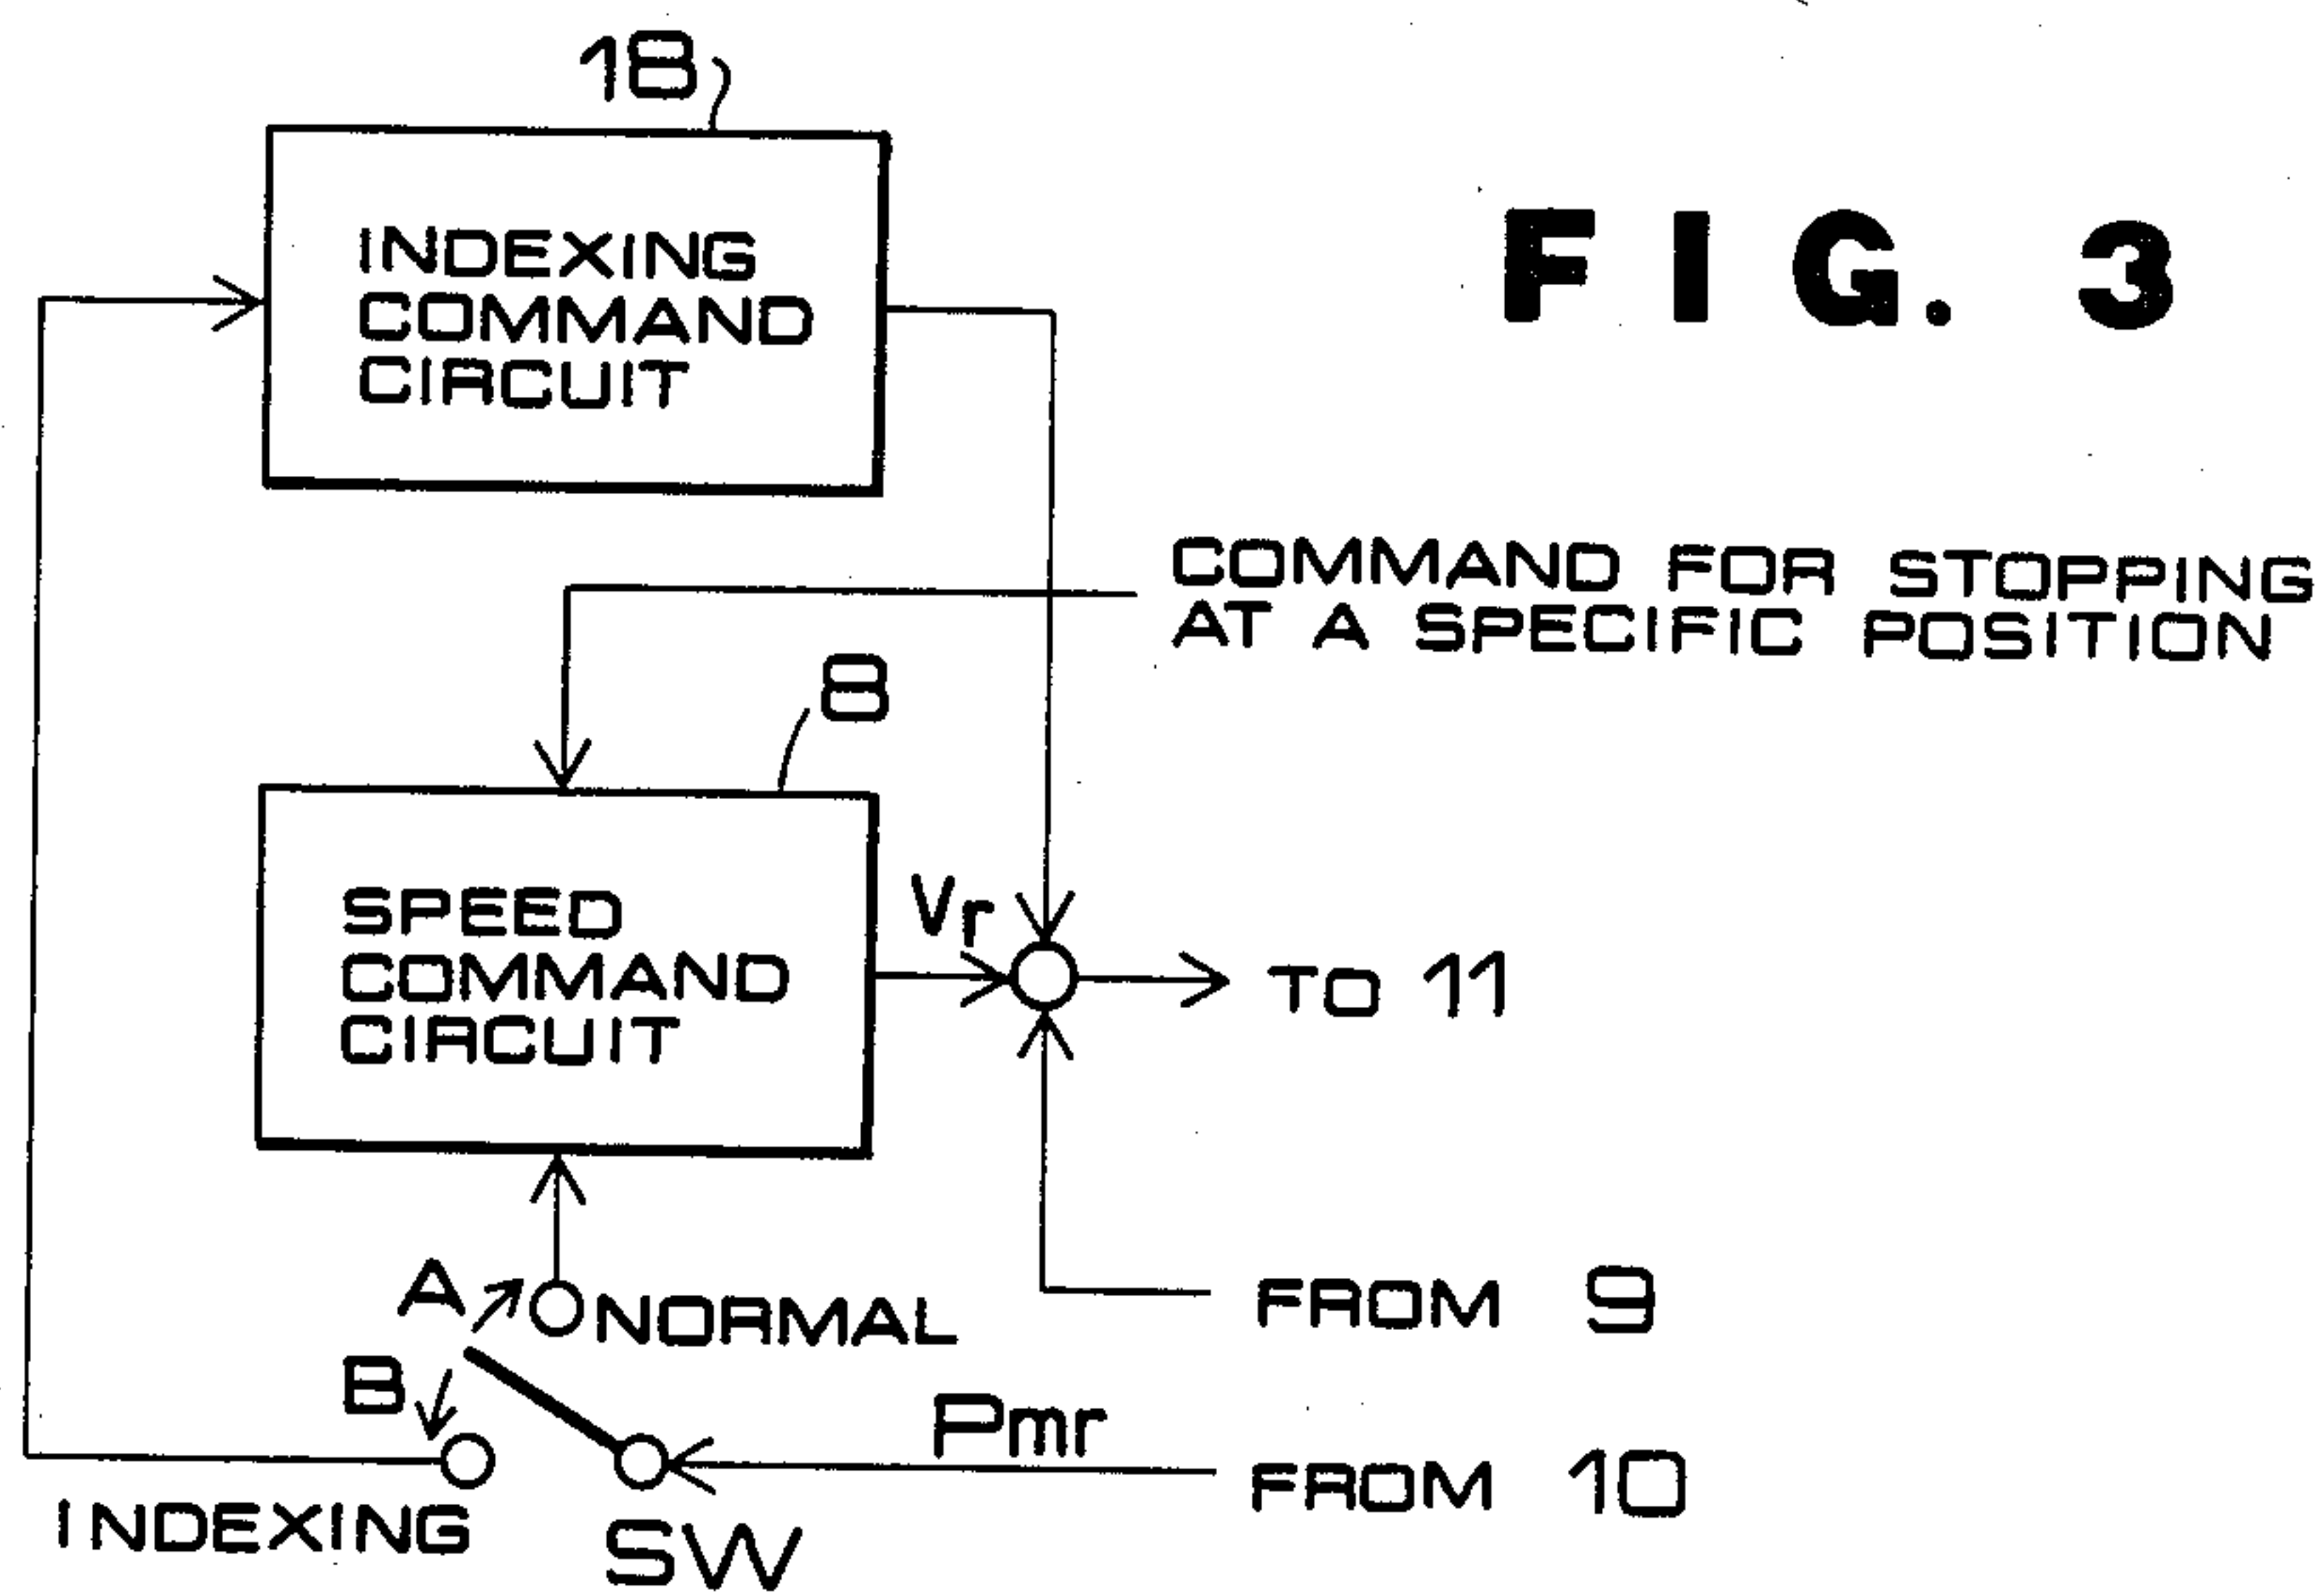 18
FIG. 3
INDEXING
COMMAND
CIRCUIT
COMMAND FOR STOPPING
AT A SPECIFIC POSITION
8
SPEED
COMMAND
CIRCUIT
Vr
TO 11
A
NORMAL
FROM 9
B
Pmr
FROM 10
INDEXING
SW